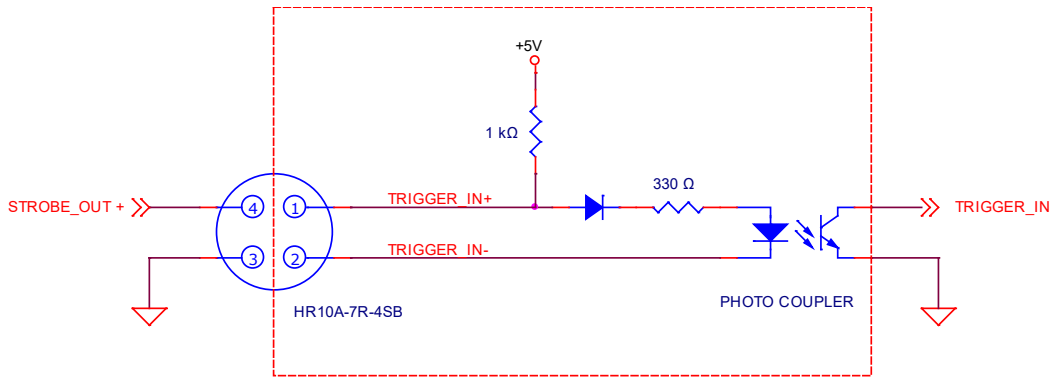 +5V
1 kΩ
330 Ω
STROBE_OUT +
4
1
TRIGGER_IN+
TRIGGER_IN
3
2
TRIGGER_IN-
HR10A-7R-4SB
PHOTO COUPLER